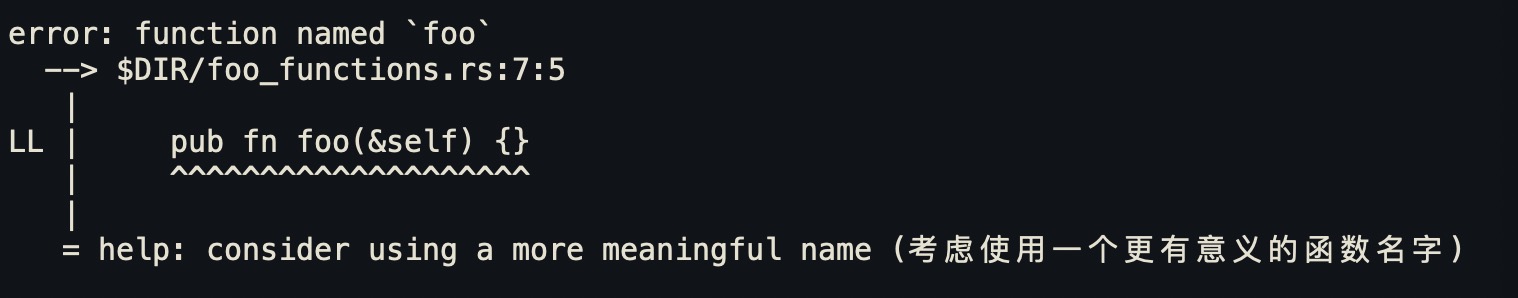 error: function named `foo`
  --> $DIR/foo_functions.rs:7:5
   |
LL |     pub fn foo(&self) {}
   |     ^^^^^^^^^^^^^^^^^^^^
   |
   = help: consider using a more meaningful name (考虑使用一个更有意义的函数名字)